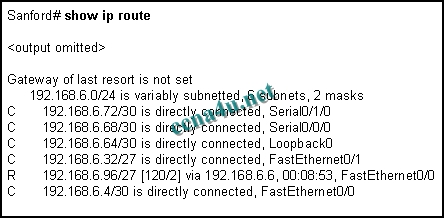 Sanford# show ip route
<output omitted>
Gateway of last resort is not set
192.168.6.0/24 is variably subnetted, 6 subnets, 2 masks
C 192.168.6.72/30 is directly connected, Serial0/1/0
C 192.168.6.68/30 is directly connected, Serial0/0/0
C 192.168.6.64/30 is directly connected, Loopback0
C 192.168.6.32/27 is directly connected, FastEthernet0/1
R 192.168.6.96/27 [120/2] via 192.168.6.6, 00:08:53, FastEthernet0/0
C 192.168.6.4/30 is directly connected, FastEthernet0/0
ccna4u.net